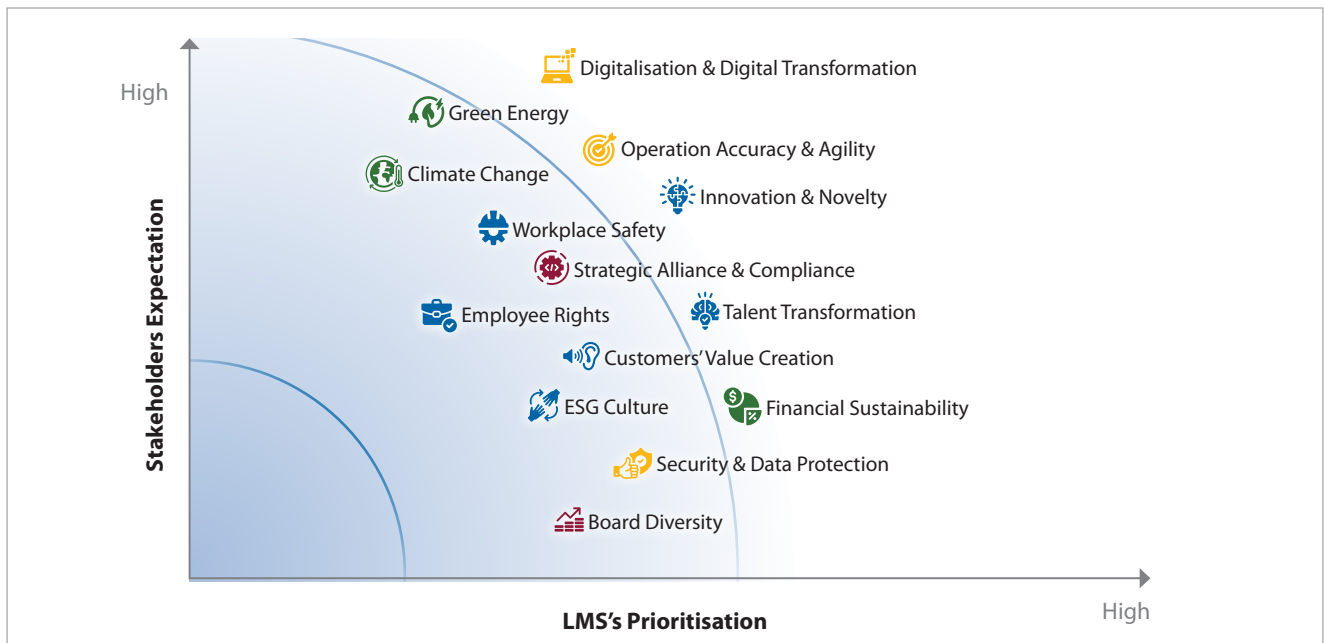 Digitalisation & Digital Transformation
High
Green Energy
Operation Accuracy & Agility
Climate Change
Innovation & Novelty
Workplace Safety
Strategic Alliance & Compliance
Stakeholders Expectation
Employee Rights
Talent Transformation
Customers' Value Creation
ESG Culture
Financial Sustainability
Security & Data Protection
Board Diversity
High
LMS's Prioritisation